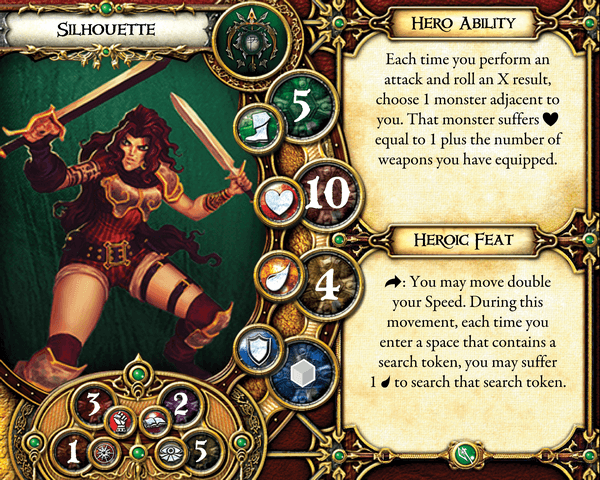 SILHOUETTE
5
10
4
3
2
1
5
HERO ABILITY
Each time you perform an
attack and roll an X result,
choose 1 monster adjacent to
you. That monster suffers
equal to 1 plus the number of
weapons you have equipped.
HEROIC FEAT
: You may move double
your Speed. During this
movement, each time you
enter a space that contains a
search token, you may suffer
1 to search that search token.